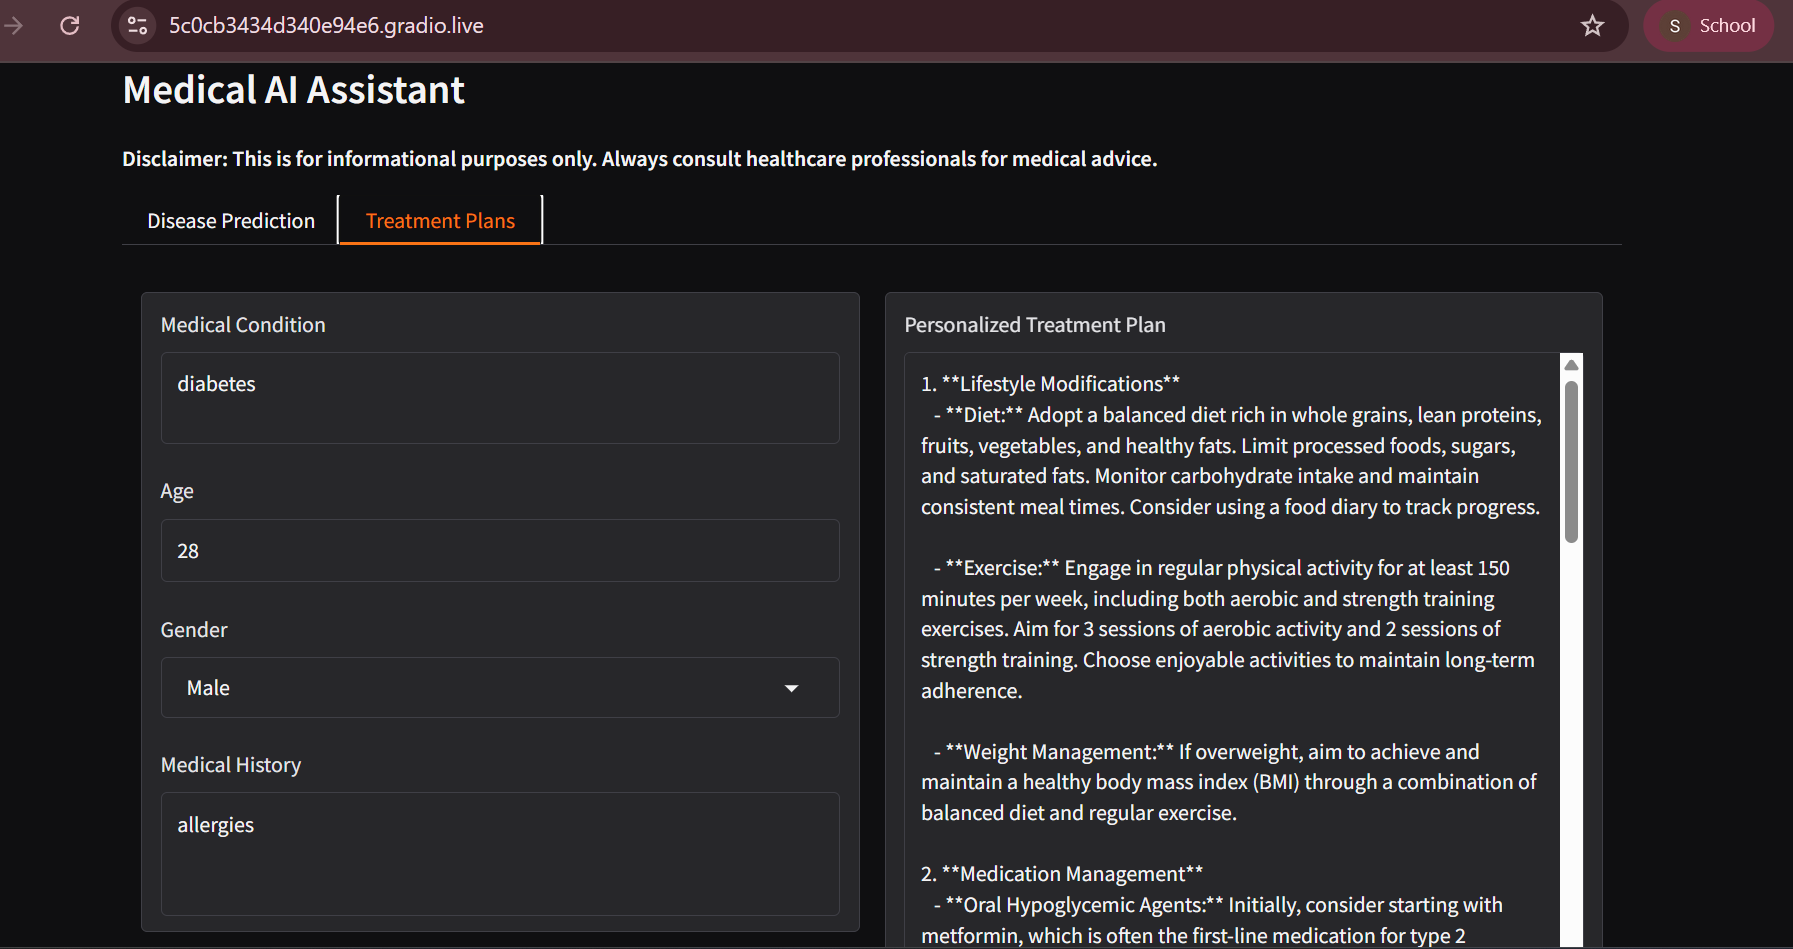 5c0cb3434d340e94e6.gradio.live
S School
Medical AI Assistant
Disclaimer: This is for informational purposes only. Always consult healthcare professionals for medical advice.
Disease Prediction
Treatment Plans
Medical Condition
diabetes
Age
28
Gender
Male
Medical History
allergies
Personalized Treatment Plan
1. **Lifestyle Modifications**
- **Diet:** Adopt a balanced diet rich in whole grains, lean proteins,
fruits, vegetables, and healthy fats. Limit processed foods, sugars,
and saturated fats. Monitor carbohydrate intake and maintain
consistent meal times. Consider using a food diary to track progress.
- **Exercise:** Engage in regular physical activity for at least 150
minutes per week, including both aerobic and strength training
exercises. Aim for 3 sessions of aerobic activity and 2 sessions of
strength training. Choose enjoyable activities to maintain long-term
adherence.
- **Weight Management:** If overweight, aim to achieve and
maintain a healthy body mass index (BMI) through a combination of
balanced diet and regular exercise.
2. **Medication Management**
- **Oral Hypoglycemic Agents:** Initially, consider starting with
metformin, which is often the first-line medication for type 2